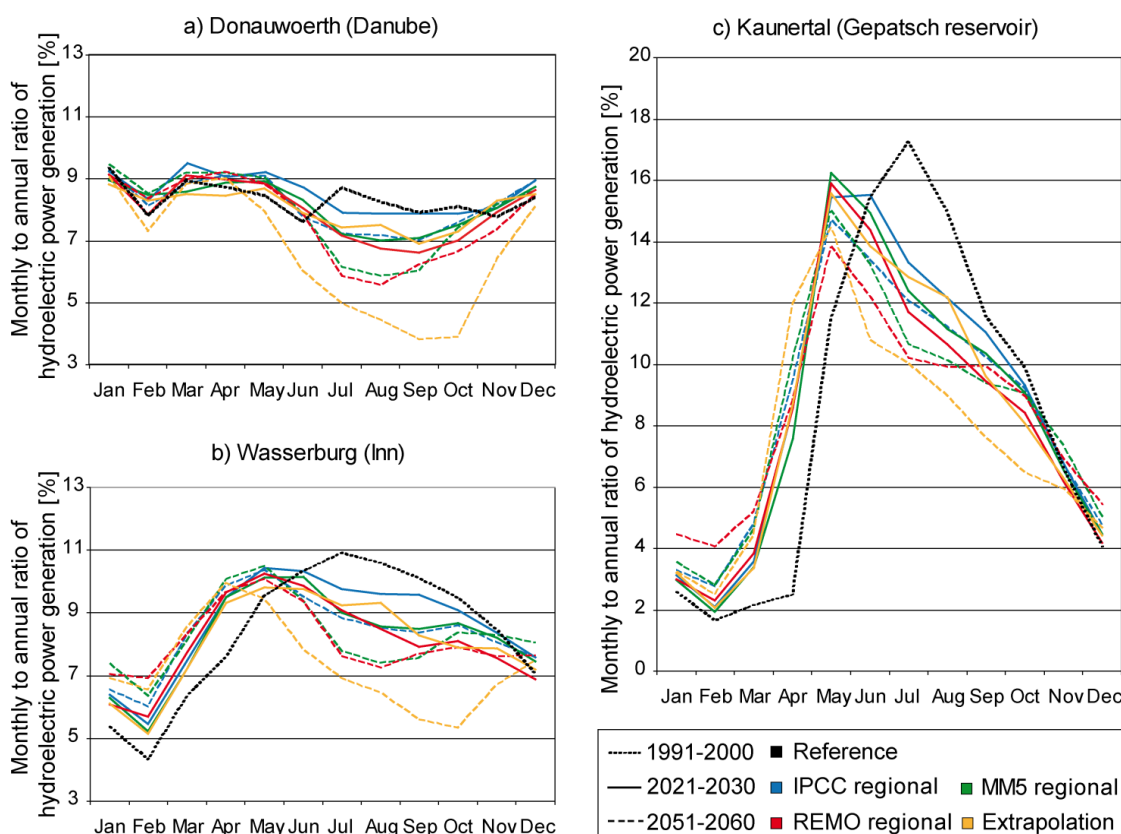 a) Donauwoerth (Danube)
Monthly to annual ratio of
hydroelectric power generation [%]
13
11
9
7
5
3
Jan Feb Mar Apr May Jun Jul Aug Sep Oct Nov Dec
b) Wasserburg (Inn)
Monthly to annual ratio of
hydroelectric power generation [%]
13
11
9
7
5
3
Jan Feb Mar Apr May Jun Jul Aug Sep Oct Nov Dec
c) Kaunertal (Gepatsch reservoir)
Monthly to annual ratio of hydroelectric power generation [%]
20
18
16
14
12
10
8
6
4
2
0
Jan Feb Mar Apr May Jun Jul Aug Sep Oct Nov Dec
1991-2000 Reference
2021-2030 IPCC regional MM5 regional
2051-2060 REMO regional Extrapolation